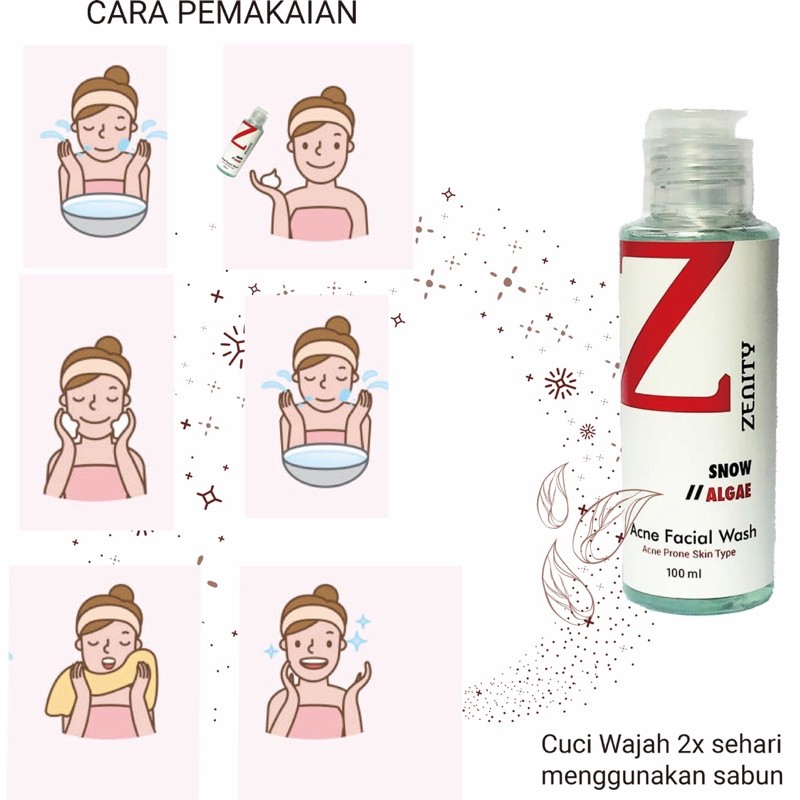 CARA PEMAKAIAN
Z
ZENITY
SNOW
// ALGAE
Acne Facial Wash
Acne Prone Skin Type
100 ml
Cuci Wajah 2x sehari
menggunakan sabun